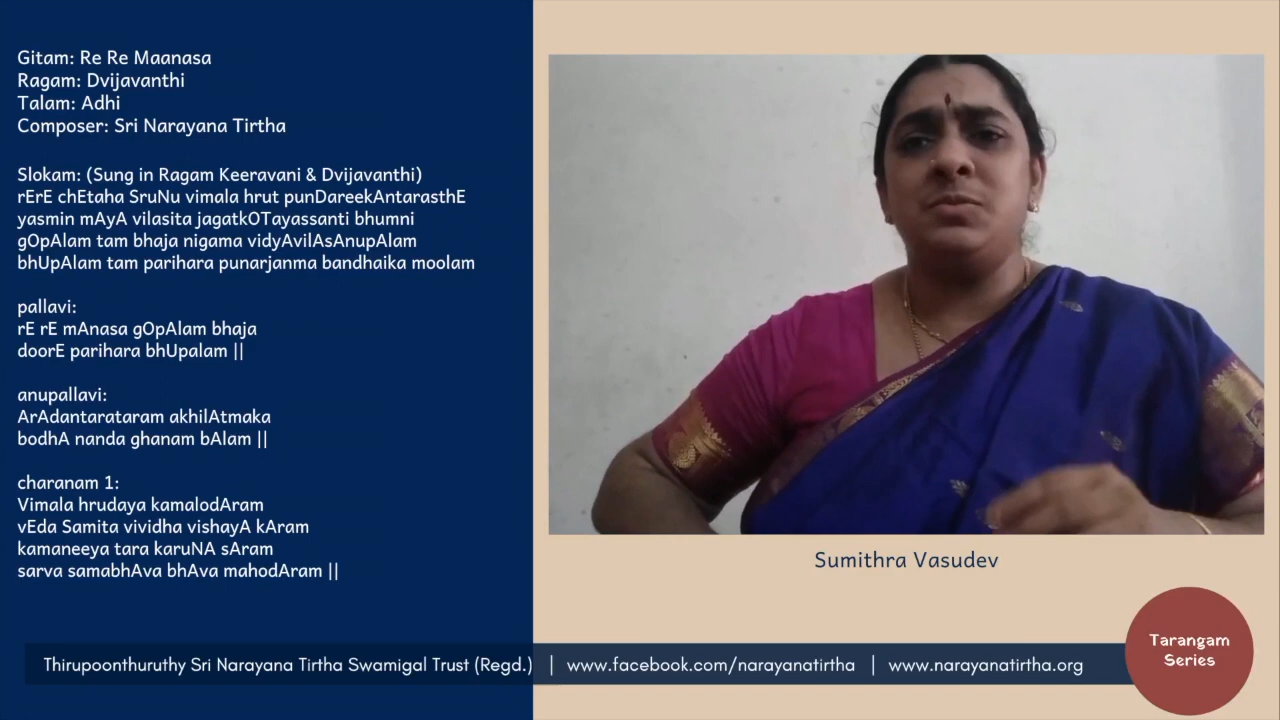 Gitam: Re Re Maanasa
Ragam: Dvijavanthi
Talam: Adhi
Composer: Sri Narayana Tirtha
Slokam: (Sung in Ragam Keeravani & Dvijavanthi)
rErE chEtaha SruNu vimala hrut punDareekAntarasthE
yasmin mAyA vilasita jagatkOTayassanti bhumni
gOpAlam tam bhaja nigama vidyAvilAsAnupAlam
bhUpAlam tam parihara punarjanma bandhaika moolam
pallavi:
rE rE mAnasa gOpAlam bhaja
doorE parihara bhUpalam ||
anupallavi:
ArAdantarataram akhilAtmaka
bodhA nanda ghanam bAlam ||
charanam 1:
Vimala hrudaya kamalodAram
vEda Samita vividha vishayA kAram
kamaneeya tara karuNA sAram
sarva samabhAva bhAva mahodAram ||
Sumithra Vasudev
Thirupoonthuruthy Sri Narayana Tirtha Swamigal Trust (Regd.) | www.facebook.com/narayanatirtha | www.narayanatirtha.org
Tarangam
Series